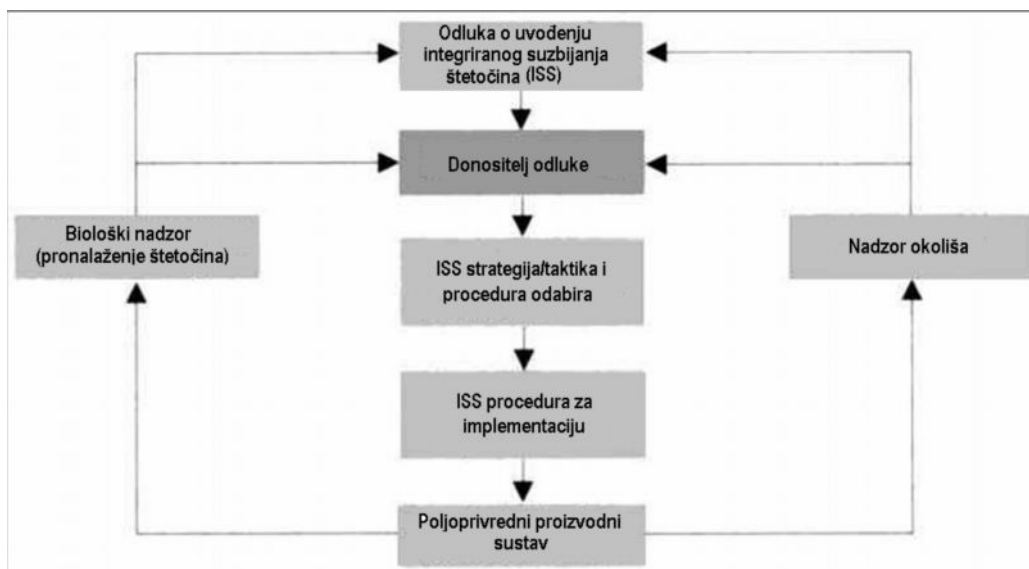 Odluka o uvođenju
integriranog suzbijanja
štetočina (ISS)
Donositelj odluke
Biološki nadzor
(pronalaženje štetočina)
ISS strategija/taktika i
procedura odabira
Nadzor okoliša
ISS procedura za
implementaciju
Poljoprivredni proizvodni
sustav